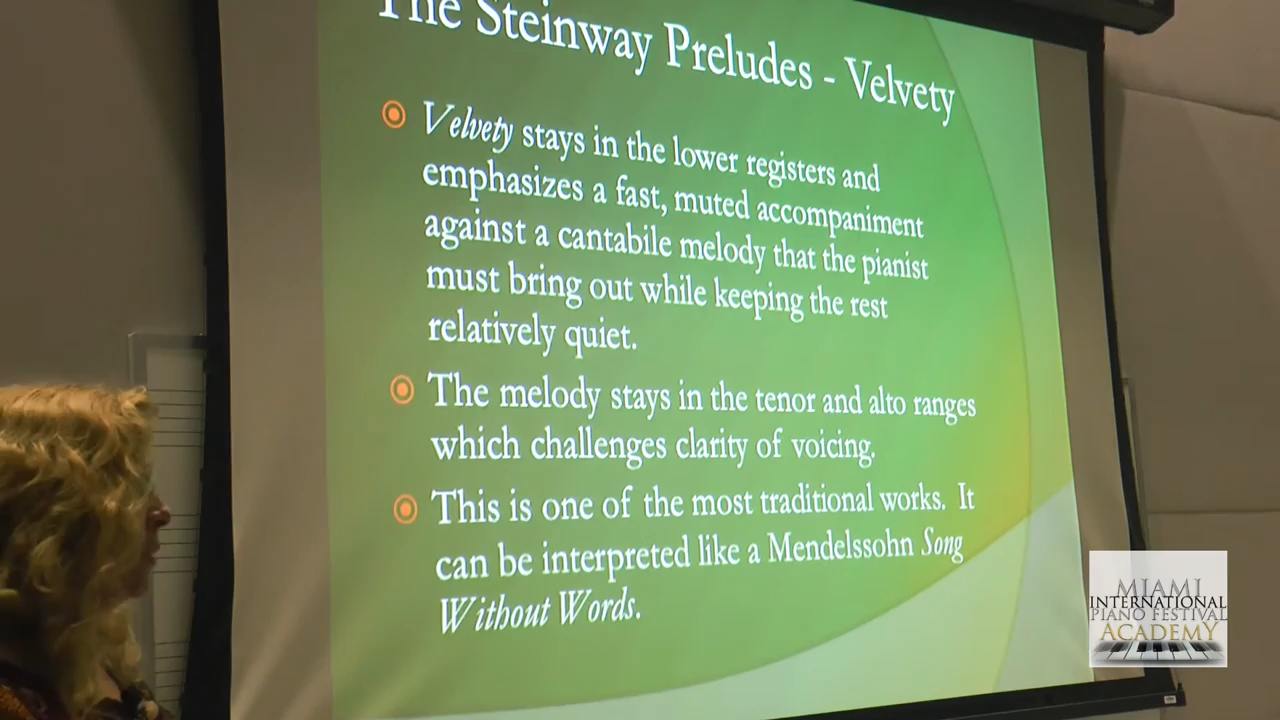 The Steinway Preludes - Velvety
Velvety stays in the lower registers and
emphasizes a fast, muted accompaniment
against a cantabile melody that the pianist
must bring out while keeping the rest
relatively quiet.
The melody stays in the tenor and alto ranges
which challenges clarity of voicing.
This is one of the most traditional works. It
can be interpreted like a Mendelssohn Song
Without Words.
MIAMI
INTERNATIONAL
PIANO FESTIVAL
ACADEMY